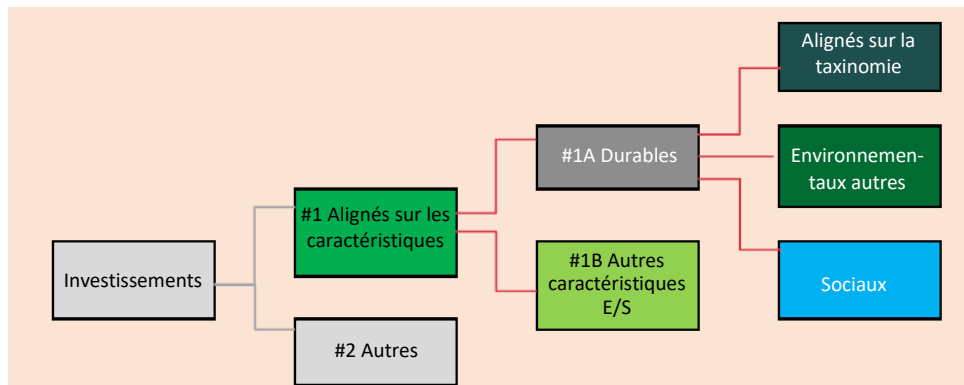 Investissements
#1 Alignés sur les
caractéristiques
#2 Autres
#1A Durables
#1B Autres
caractéristiques
E/S
Alignés sur la
taxinomie
Environnemen-
taux autres
Sociaux